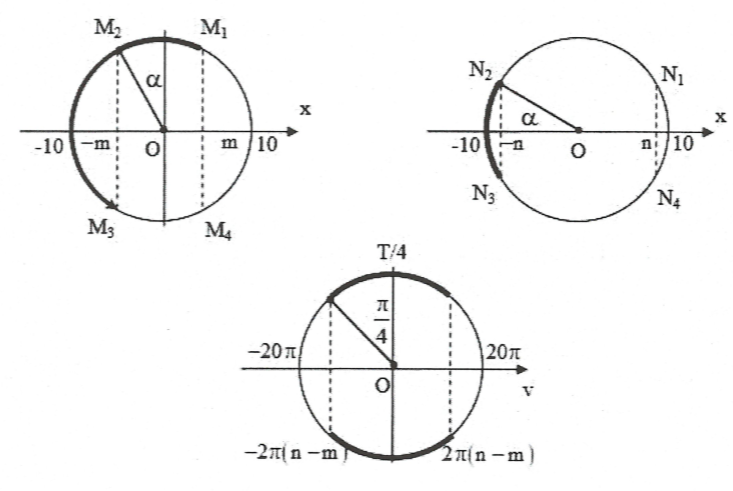 M₂ M₁
α
x
-10 −m O m 10
M₃ M₄
N₂ N₁
α
x
-10 −n O n 10
N₃ N₄
T/4
π
4
−20π 20π
O
v
−2π(n−m) 2π(n−m)